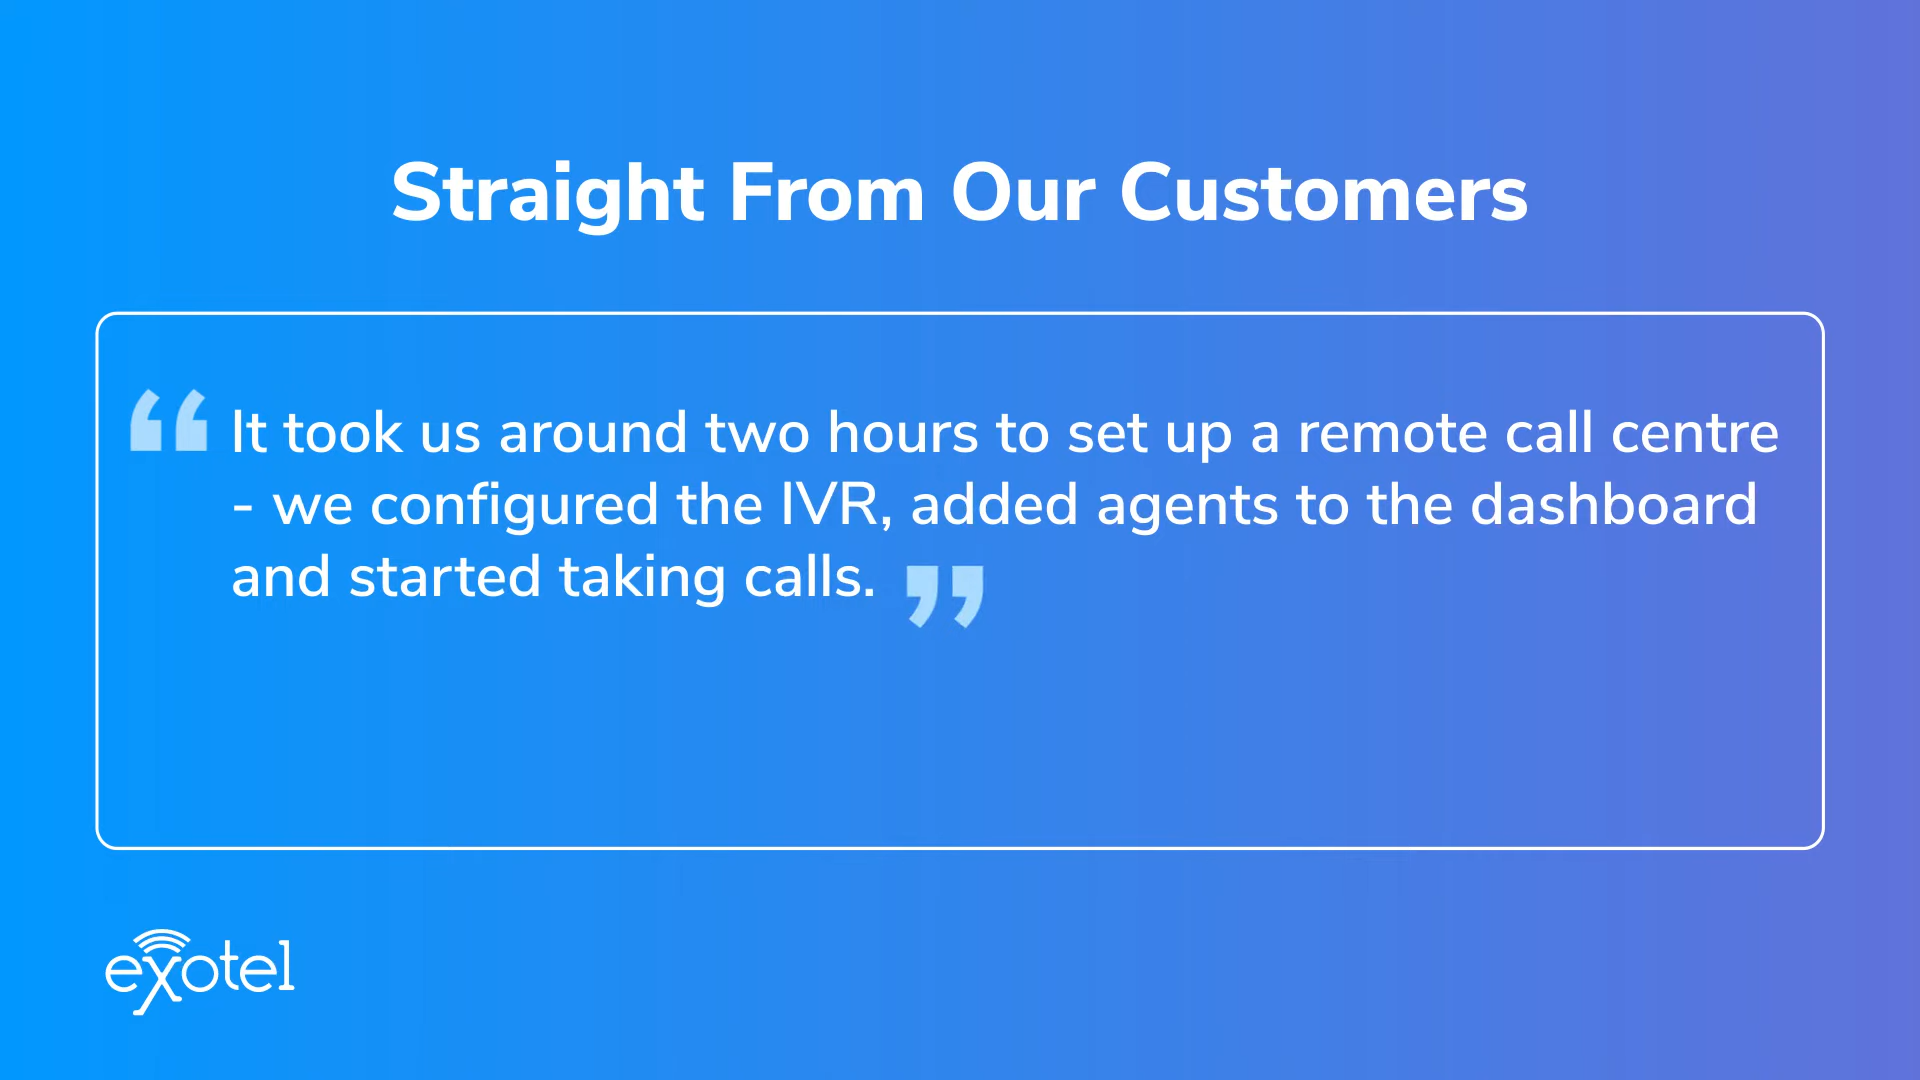 Straight From Our Customers
“ It took us around two hours to set up a remote call centre
- we configured the IVR, added agents to the dashboard
and started taking calls. ”
exotel